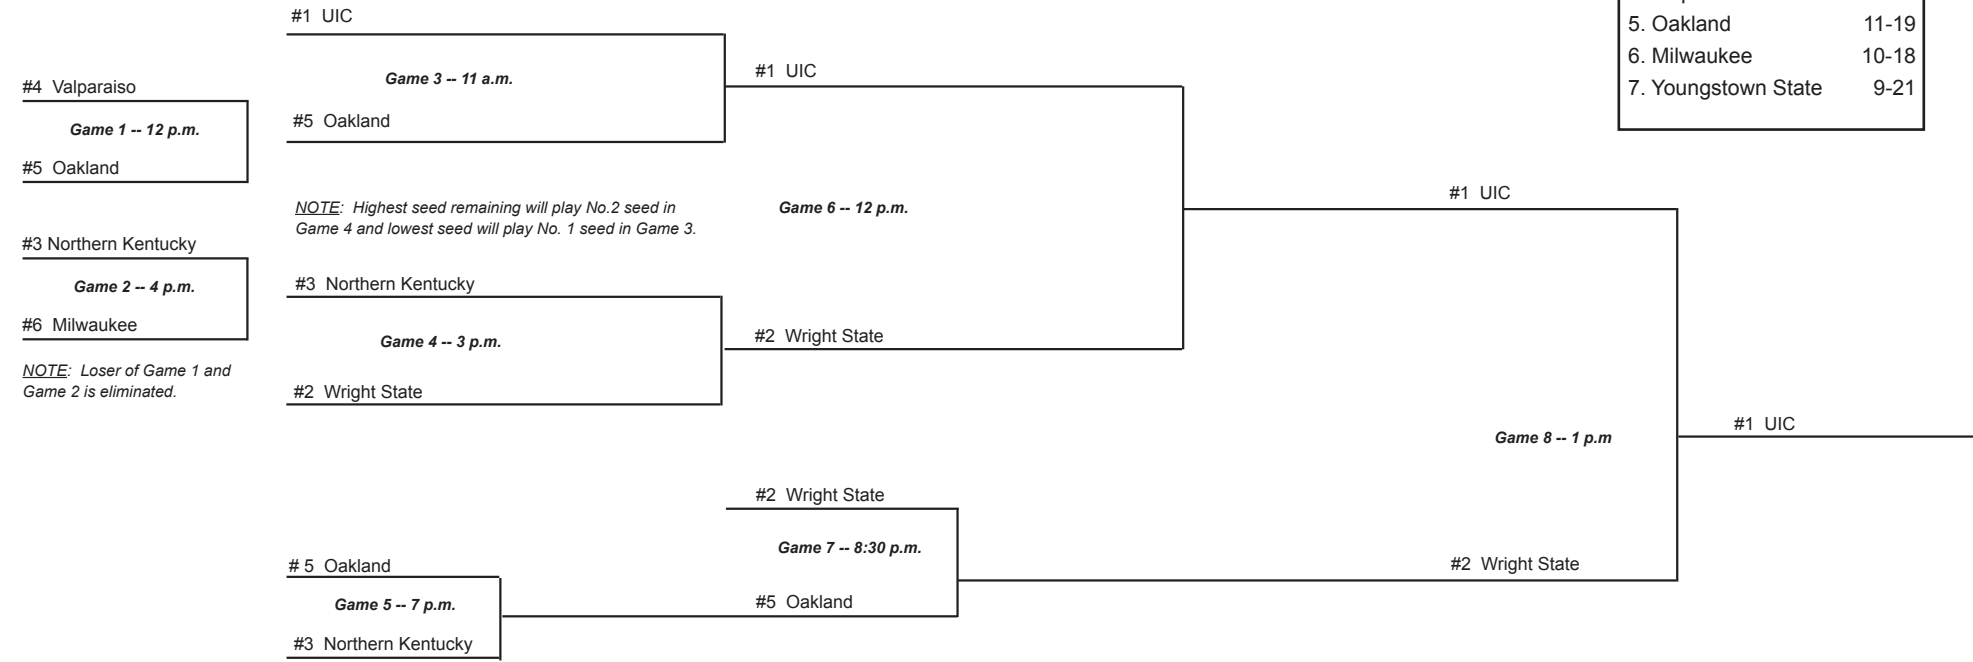 #1 UIC
5. Oakland 11-19
6. Milwaukee 10-18
7. Youngstown State 9-21
#4 Valparaiso
Game 1 -- 12 p.m.
#5 Oakland
#3 Northern Kentucky
Game 2 -- 4 p.m.
#6 Milwaukee
NOTE: Loser of Game 1 and
Game 2 is eliminated.
Game 3 -- 11 a.m.
#5 Oakland
NOTE: Highest seed remaining will play No.2 seed in
Game 4 and lowest seed will play No. 1 seed in Game 3.
#3 Northern Kentucky
Game 4 -- 3 p.m.
#2 Wright State
# 5 Oakland
Game 5 -- 7 p.m.
#3 Northern Kentucky
#1 UIC
Game 6 -- 12 p.m.
#2 Wright State
#2 Wright State
Game 7 -- 8:30 p.m.
#5 Oakland
#1 UIC
Game 8 -- 1 p.m
#2 Wright State
#1 UIC